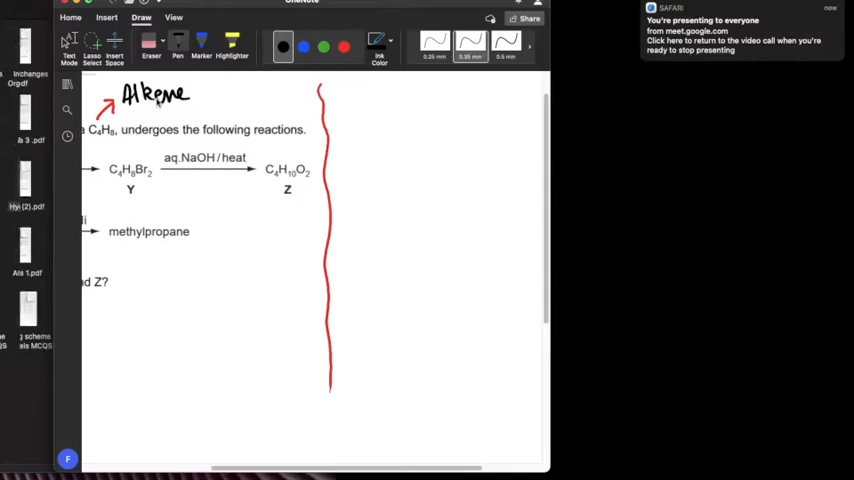 OneNote
Home Insert Draw View
Share
Text Mode
Lasso Select
Insert Space
Eraser
Pen
Marker
Highlighter
Ink Color
0.25 mm
0.35 mm
0.5 mm
SAFARI
now
You're presenting to everyone
from meet.google.com
Click here to return to the video call when you're
ready to stop presenting
Inchanges
Orgdf
a 3 .pdf
Hyi (2).pdf
Als 1.pdf
g scheme
els MCQS
Alkene
a C₄H₈, undergoes the following reactions.
aq.NaOH / heat
C₄H₈Br₂ C₄H₁₀O₂
Y Z
methylpropane
nd Z?
F